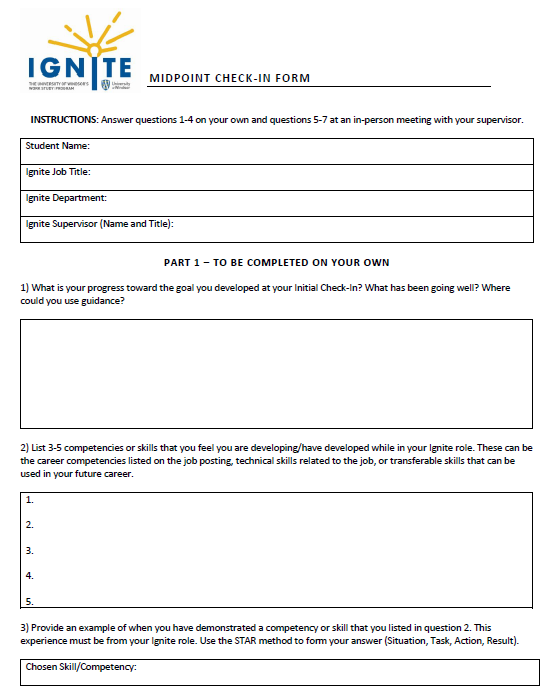 IGNITE
THE UNIVERSITY OF WINDSOR'S
WORK STUDY PROGRAM
University
of Windsor
MIDPOINT CHECK-IN FORM
INSTRUCTIONS: Answer questions 1-4 on your own and questions 5-7 at an in-person meeting with your supervisor.
Student Name:
Ignite Job Title:
Ignite Department:
Ignite Supervisor (Name and Title):
PART 1 – TO BE COMPLETED ON YOUR OWN
1) What is your progress toward the goal you developed at your Initial Check-In? What has been going well? Where
could you use guidance?
2) List 3-5 competencies or skills that you feel you are developing/have developed while in your Ignite role. These can be
the career competencies listed on the job posting, technical skills related to the job, or transferable skills that can be
used in your future career.
1.
2.
3.
4.
5.
3) Provide an example of when you have demonstrated a competency or skill that you listed in question 2. This
experience must be from your Ignite role. Use the STAR method to form your answer (Situation, Task, Action, Result).
Chosen Skill/Competency: